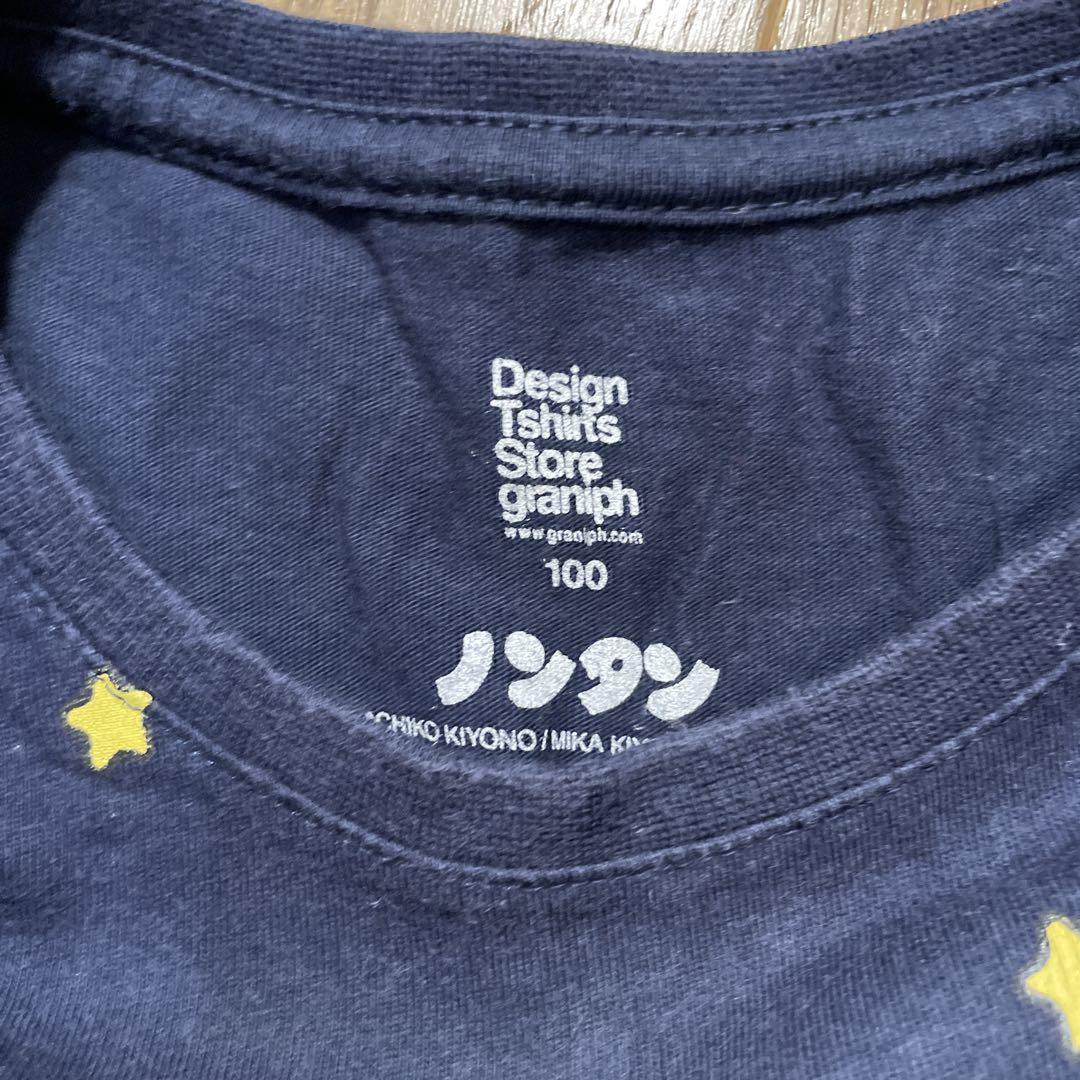 Design
Tshirts
Store
graniph
www.graniph.com
100
ノンタン
KIYONO/MIKA